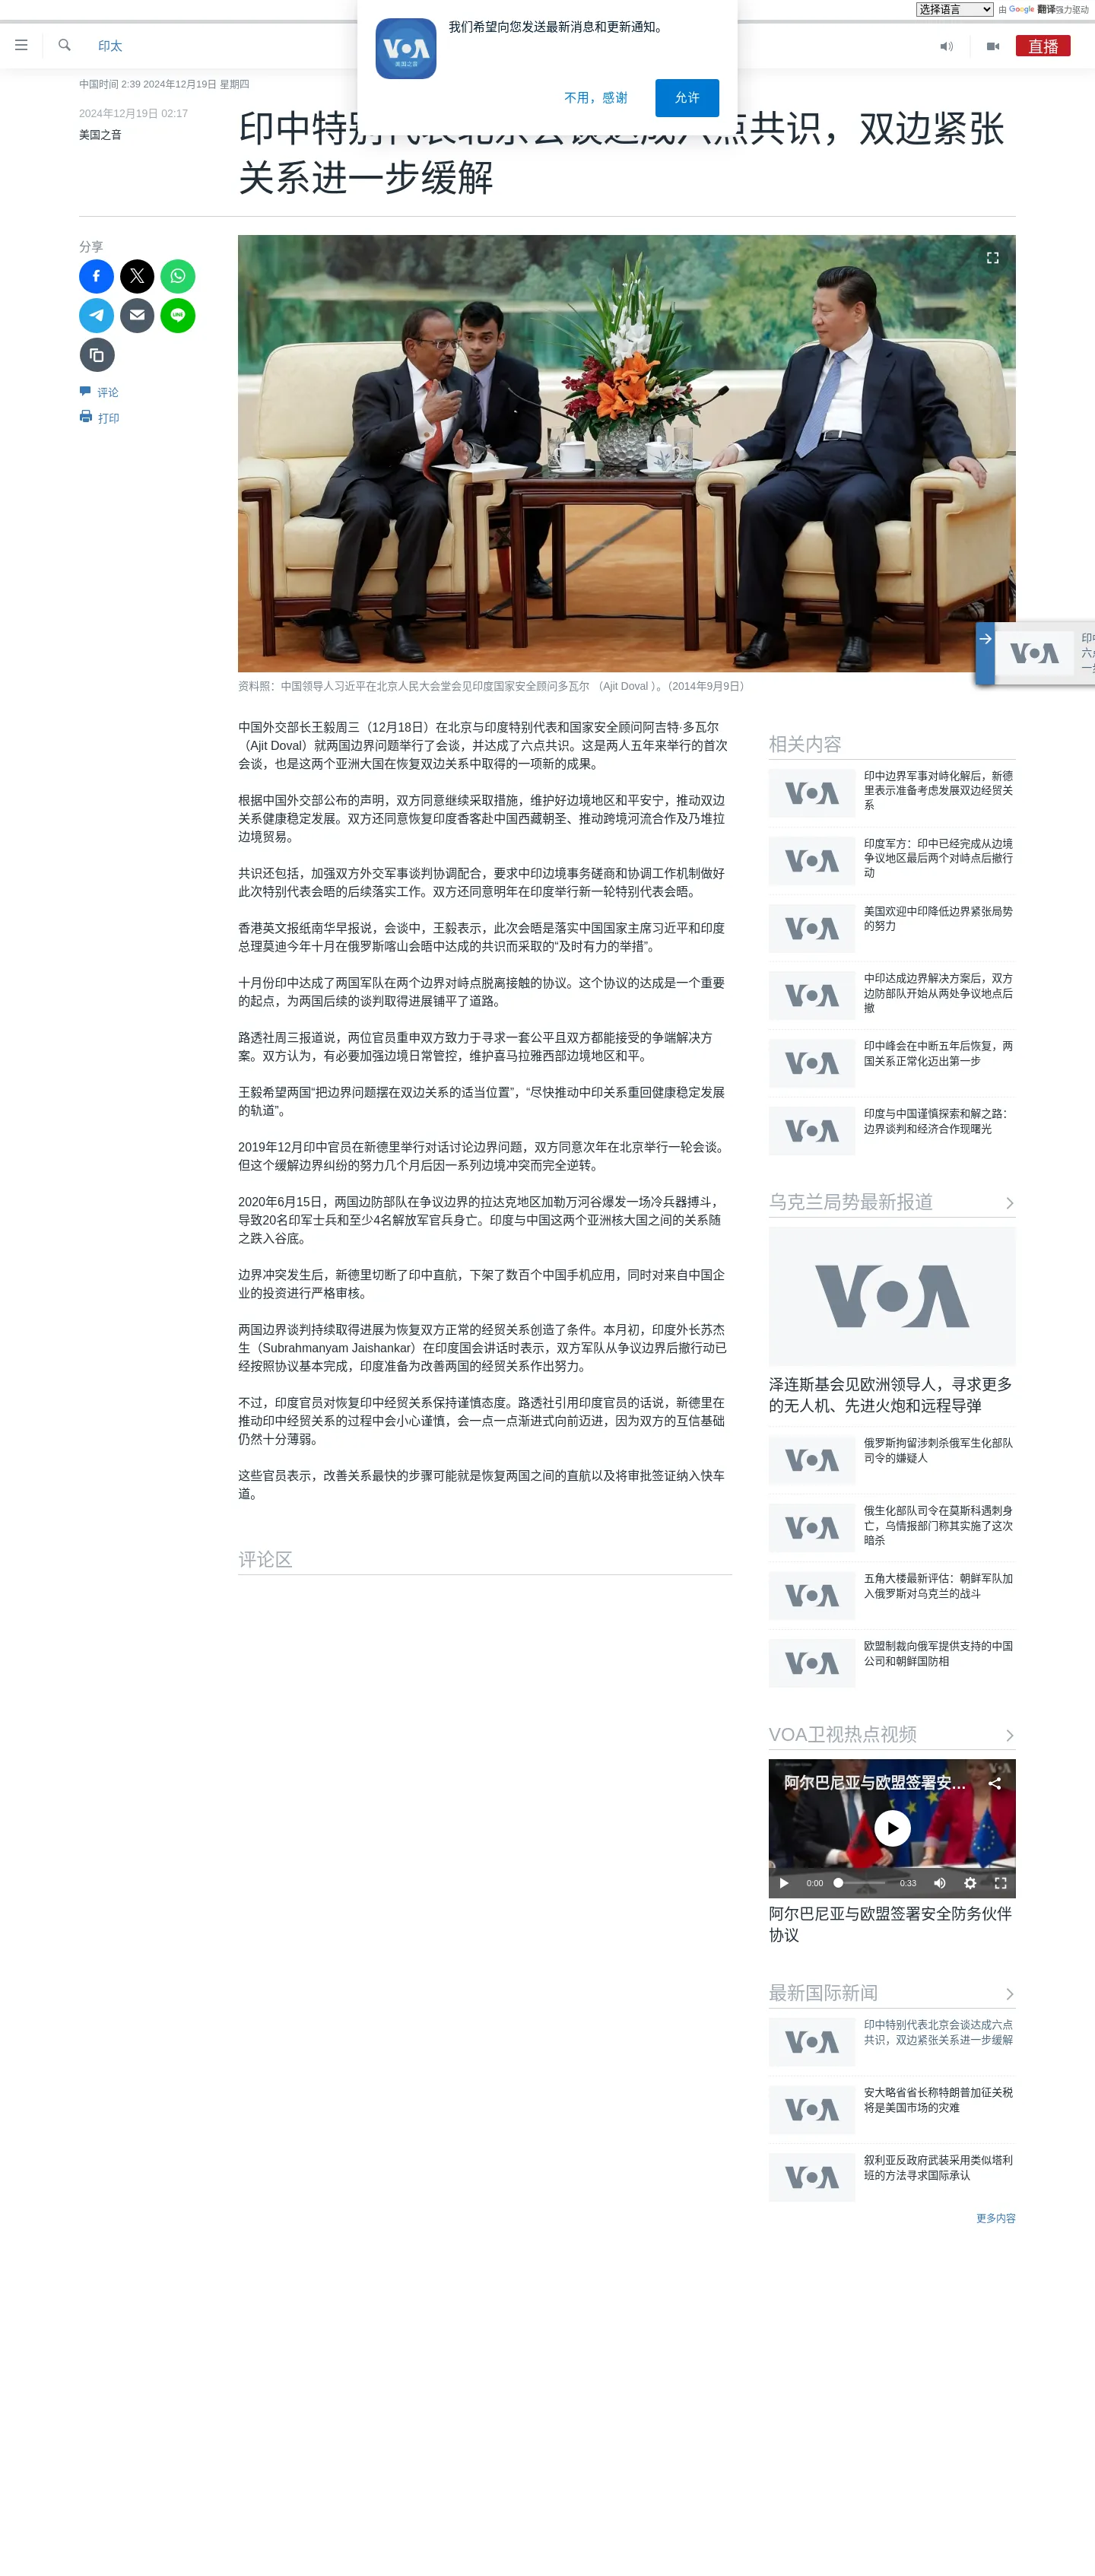 选择语言
由 Google 翻译强力驱动
印太
直播
我们希望向您发送最新消息和更新通知。
VOA
美国之音
不用，感谢
允许
中国时间 2:39 2024年12月19日 星期四
2024年12月19日 02:17
美国之音
印中特别代表北京会谈达成六点共识，双边紧张
关系进一步缓解
分享
评论
打印
资料照：中国领导人习近平在北京人民大会堂会见印度国家安全顾问多瓦尔 （Ajit Doval ）。（2014年9月9日）
VOA
中国外交部长王毅周三（12月18日）在北京与印度特别代表和国家安全顾问阿吉特·多瓦尔
（Ajit Doval）就两国边界问题举行了会谈，并达成了六点共识。这是两人五年来举行的首次
会谈，也是这两个亚洲大国在恢复双边关系中取得的一项新的成果。
根据中国外交部公布的声明，双方同意继续采取措施，维护好边境地区和平安宁，推动双边
关系健康稳定发展。双方还同意恢复印度香客赴中国西藏朝圣、推动跨境河流合作及乃堆拉
边境贸易。
共识还包括，加强双方外交军事谈判协调配合，要求中印边境事务磋商和协调工作机制做好
此次特别代表会晤的后续落实工作。双方还同意明年在印度举行新一轮特别代表会晤。
香港英文报纸南华早报说，会谈中，王毅表示，此次会晤是落实中国国家主席习近平和印度
总理莫迪今年十月在俄罗斯喀山会晤中达成的共识而采取的“及时有力的举措”。
十月份印中达成了两国军队在两个边界对峙点脱离接触的协议。这个协议的达成是一个重要
的起点，为两国后续的谈判取得进展铺平了道路。
路透社周三报道说，两位官员重申双方致力于寻求一套公平且双方都能接受的争端解决方
案。双方认为，有必要加强边境日常管控，维护喜马拉雅西部边境地区和平。
王毅希望两国“把边界问题摆在双边关系的适当位置”，“尽快推动中印关系重回健康稳定发展
的轨道”。
2019年12月印中官员在新德里举行对话讨论边界问题，双方同意次年在北京举行一轮会谈。
但这个缓解边界纠纷的努力几个月后因一系列边境冲突而完全逆转。
2020年6月15日，两国边防部队在争议边界的拉达克地区加勒万河谷爆发一场冷兵器搏斗，
导致20名印军士兵和至少4名解放军官兵身亡。印度与中国这两个亚洲核大国之间的关系随
之跌入谷底。
边界冲突发生后，新德里切断了印中直航，下架了数百个中国手机应用，同时对来自中国企
业的投资进行严格审核。
两国边界谈判持续取得进展为恢复双方正常的经贸关系创造了条件。本月初，印度外长苏杰
生（Subrahmanyam Jaishankar）在印度国会讲话时表示，双方军队从争议边界后撤行动已
经按照协议基本完成，印度准备为改善两国的经贸关系作出努力。
不过，印度官员对恢复印中经贸关系保持谨慎态度。路透社引用印度官员的话说，新德里在
推动印中经贸关系的过程中会小心谨慎，会一点一点渐进式向前迈进，因为双方的互信基础
仍然十分薄弱。
这些官员表示，改善关系最快的步骤可能就是恢复两国之间的直航以及将审批签证纳入快车
道。
评论区
相关内容
VOA
印中边界军事对峙化解后，新德
里表示准备考虑发展双边经贸关
系
VOA
印度军方：印中已经完成从边境
争议地区最后两个对峙点后撤行
动
VOA
美国欢迎中印降低边界紧张局势
的努力
VOA
中印达成边界解决方案后，双方
边防部队开始从两处争议地点后
撤
VOA
印中峰会在中断五年后恢复，两
国关系正常化迈出第一步
VOA
印度与中国谨慎探索和解之路：
边界谈判和经济合作现曙光
乌克兰局势最新报道
VOA
泽连斯基会见欧洲领导人，寻求更多
的无人机、先进火炮和远程导弹
VOA
俄罗斯拘留涉刺杀俄军生化部队
司令的嫌疑人
VOA
俄生化部队司令在莫斯科遇刺身
亡，乌情报部门称其实施了这次
暗杀
VOA
五角大楼最新评估：朝鲜军队加
入俄罗斯对乌克兰的战斗
VOA
欧盟制裁向俄军提供支持的中国
公司和朝鲜国防相
VOA卫视热点视频
阿尔巴尼亚与欧盟签署安...
VOA
0:00
0:33
阿尔巴尼亚与欧盟签署安全防务伙伴
协议
最新国际新闻
VOA
印中特别代表北京会谈达成六点
共识，双边紧张关系进一步缓解
VOA
安大略省省长称特朗普加征关税
将是美国市场的灾难
VOA
叙利亚反政府武装采用类似塔利
班的方法寻求国际承认
更多内容